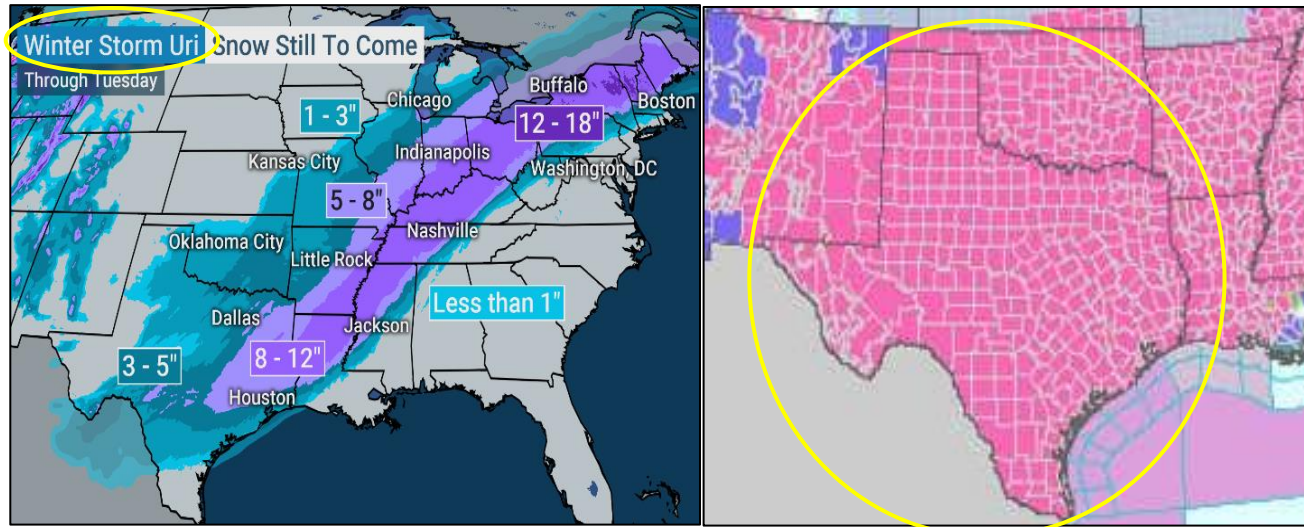 Winter Storm Uri Snow Still To Come
Through Tuesday
Buffalo
Chicago
Boston
1 - 3"
12 - 18"
Indianapolis
Kansas City
Washington, DC
5 - 8"
Nashville
Oklahoma City
Little Rock
Less than 1"
Dallas
Jackson
3 - 5"
8 - 12"
Houston